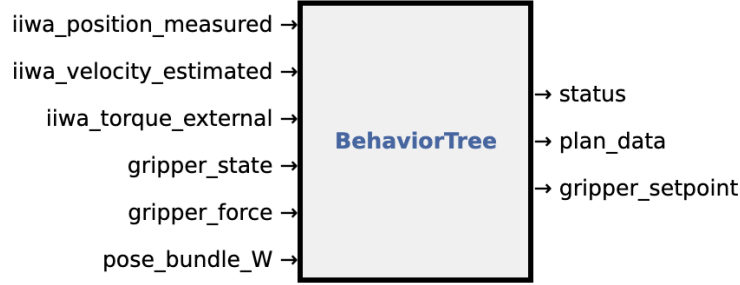 iiwa_position_measured →
iiwa_velocity_estimated →
iiwa_torque_external →
gripper_state →
gripper_force →
pose_bundle_W →
BehaviorTree
→ status
→ plan_data
→ gripper_setpoint